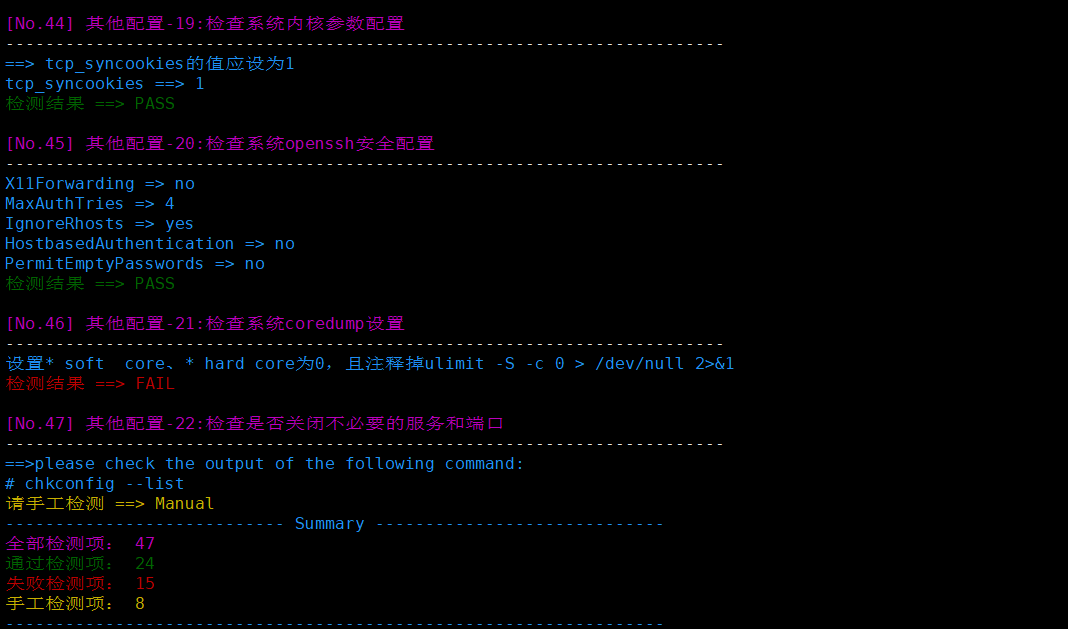 [No.44] 其他配置-19:检查系统内核参数配置
------------------------------------------------------------------------
==> tcp_syncookies的值应设为1
tcp_syncookies ==> 1
检测结果 ==> PASS
[No.45] 其他配置-20:检查系统openssh安全配置
------------------------------------------------------------------------
X11Forwarding => no
MaxAuthTries => 4
IgnoreRhosts => yes
HostbasedAuthentication => no
PermitEmptyPasswords => no
检测结果 ==> PASS
[No.46] 其他配置-21:检查系统coredump设置
------------------------------------------------------------------------
设置* soft  core、* hard core为0，且注释掉ulimit -S -c 0 > /dev/null 2>&1
检测结果 ==> FAIL
[No.47] 其他配置-22:检查是否关闭不必要的服务和端口
------------------------------------------------------------------------
==>please check the output of the following command:
# chkconfig --list
请手工检测 ==> Manual
---------------------------- Summary -----------------------------
全部检测项： 47
通过检测项： 24
失败检测项： 15
手工检测项： 8
------------------------------------------------------------------